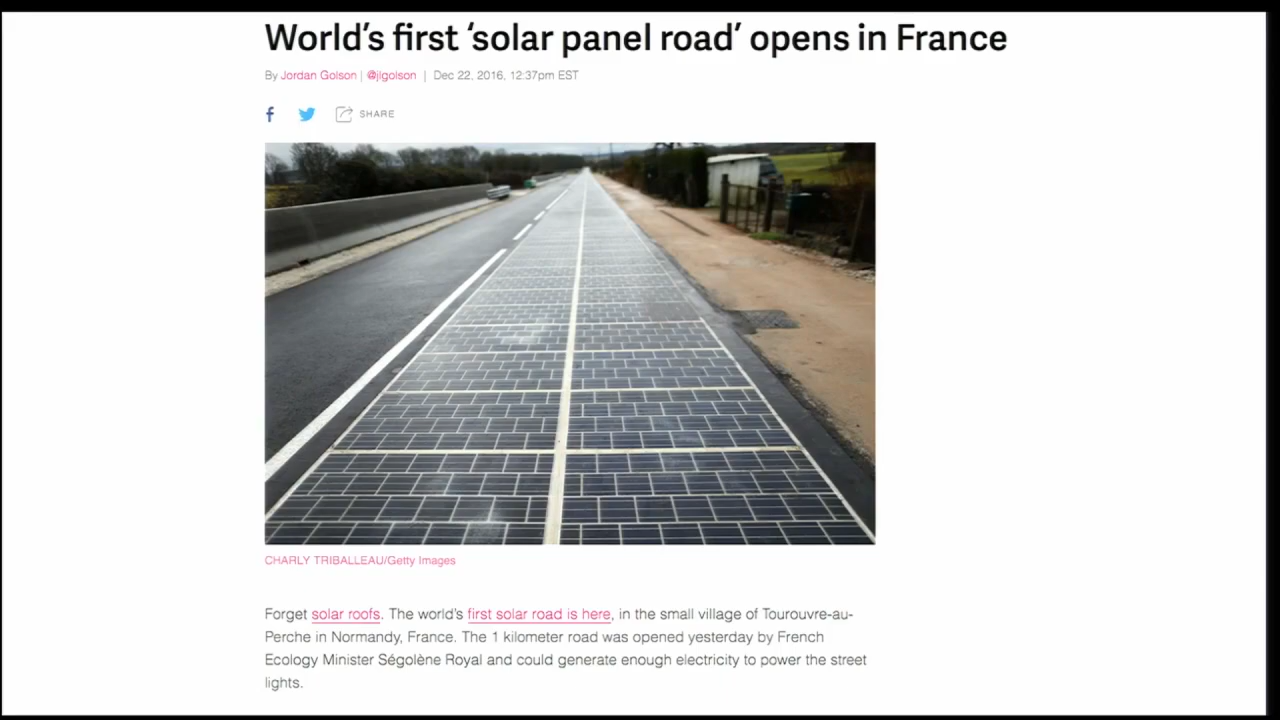 World's first ‘solar panel road’ opens in France
By Jordan Golson | @jlgolson | Dec 22, 2016, 12:37pm EST
SHARE
CHARLY TRIBALLEAU/Getty Images
Forget solar roofs. The world's first solar road is here, in the small village of Tourouvre-au-
Perche in Normandy, France. The 1 kilometer road was opened yesterday by French
Ecology Minister Ségolène Royal and could generate enough electricity to power the street
lights.